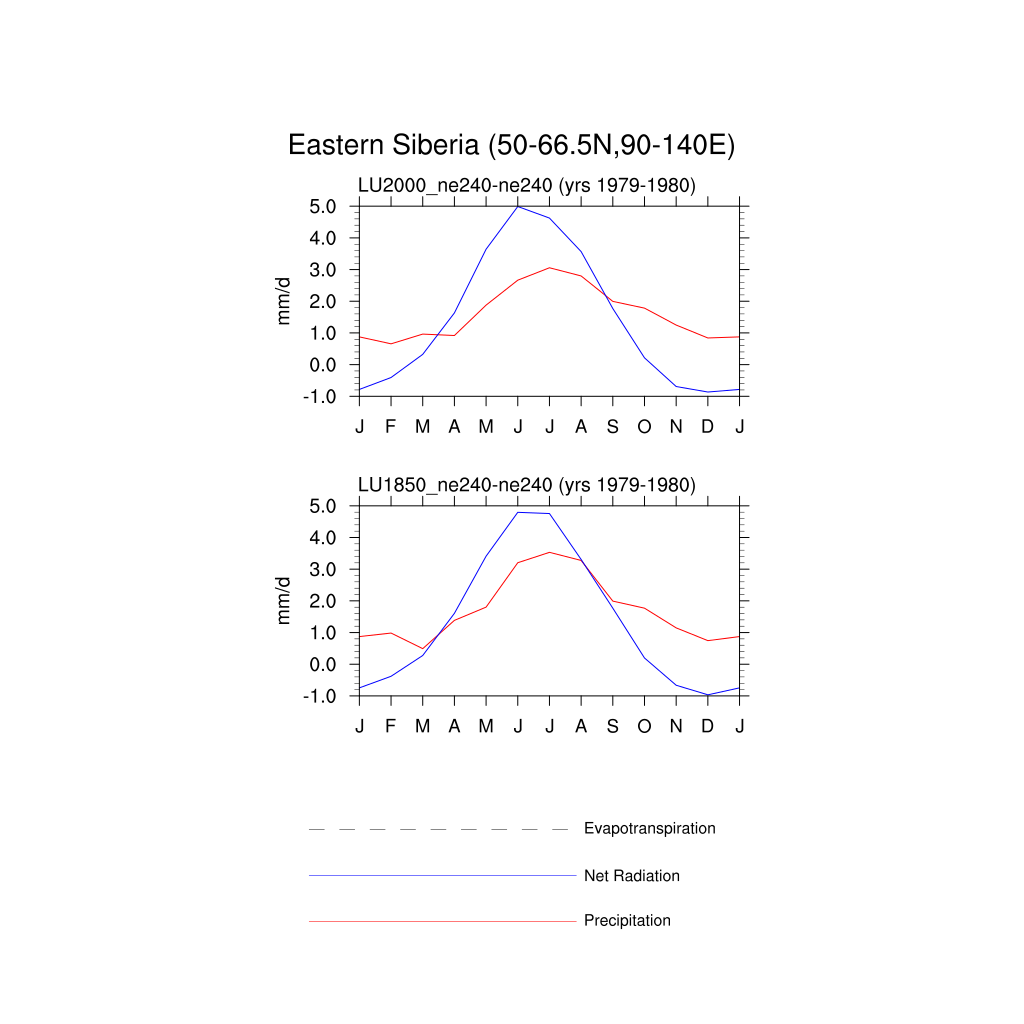 Eastern Siberia (50-66.5N,90-140E)
LU2000_ne240-ne240 (yrs 1979-1980)
5.0
4.0
3.0
2.0
1.0
0.0
-1.0
mm/d
J F M A M J J A S O N D J
LU1850_ne240-ne240 (yrs 1979-1980)
5.0
4.0
3.0
2.0
1.0
0.0
-1.0
mm/d
J F M A M J J A S O N D J
Evapotranspiration
Net Radiation
Precipitation